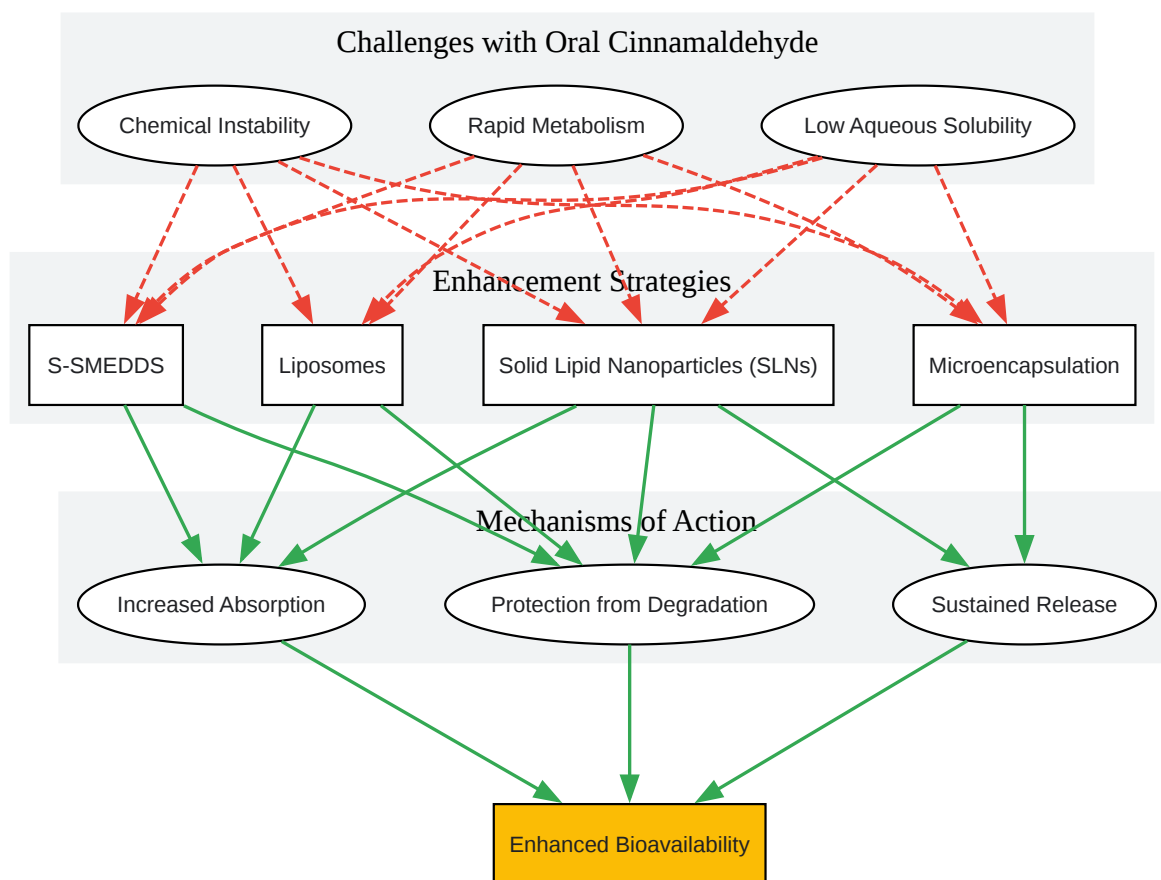 Challenges with Oral Cinnamaldehyde
Chemical Instability
Rapid Metabolism
Low Aqueous Solubility
Enhancement Strategies
S-SMEDDS
Liposomes
Solid Lipid Nanoparticles (SLNs)
Microencapsulation
Mechanisms of Action
Increased Absorption
Protection from Degradation
Sustained Release
Enhanced Bioavailability